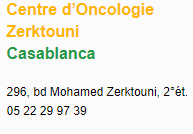 Centre d’Oncologie
Zerktouni
Casablanca
296, bd Mohamed Zerktouni, 2°ét.
05 22 29 97 39